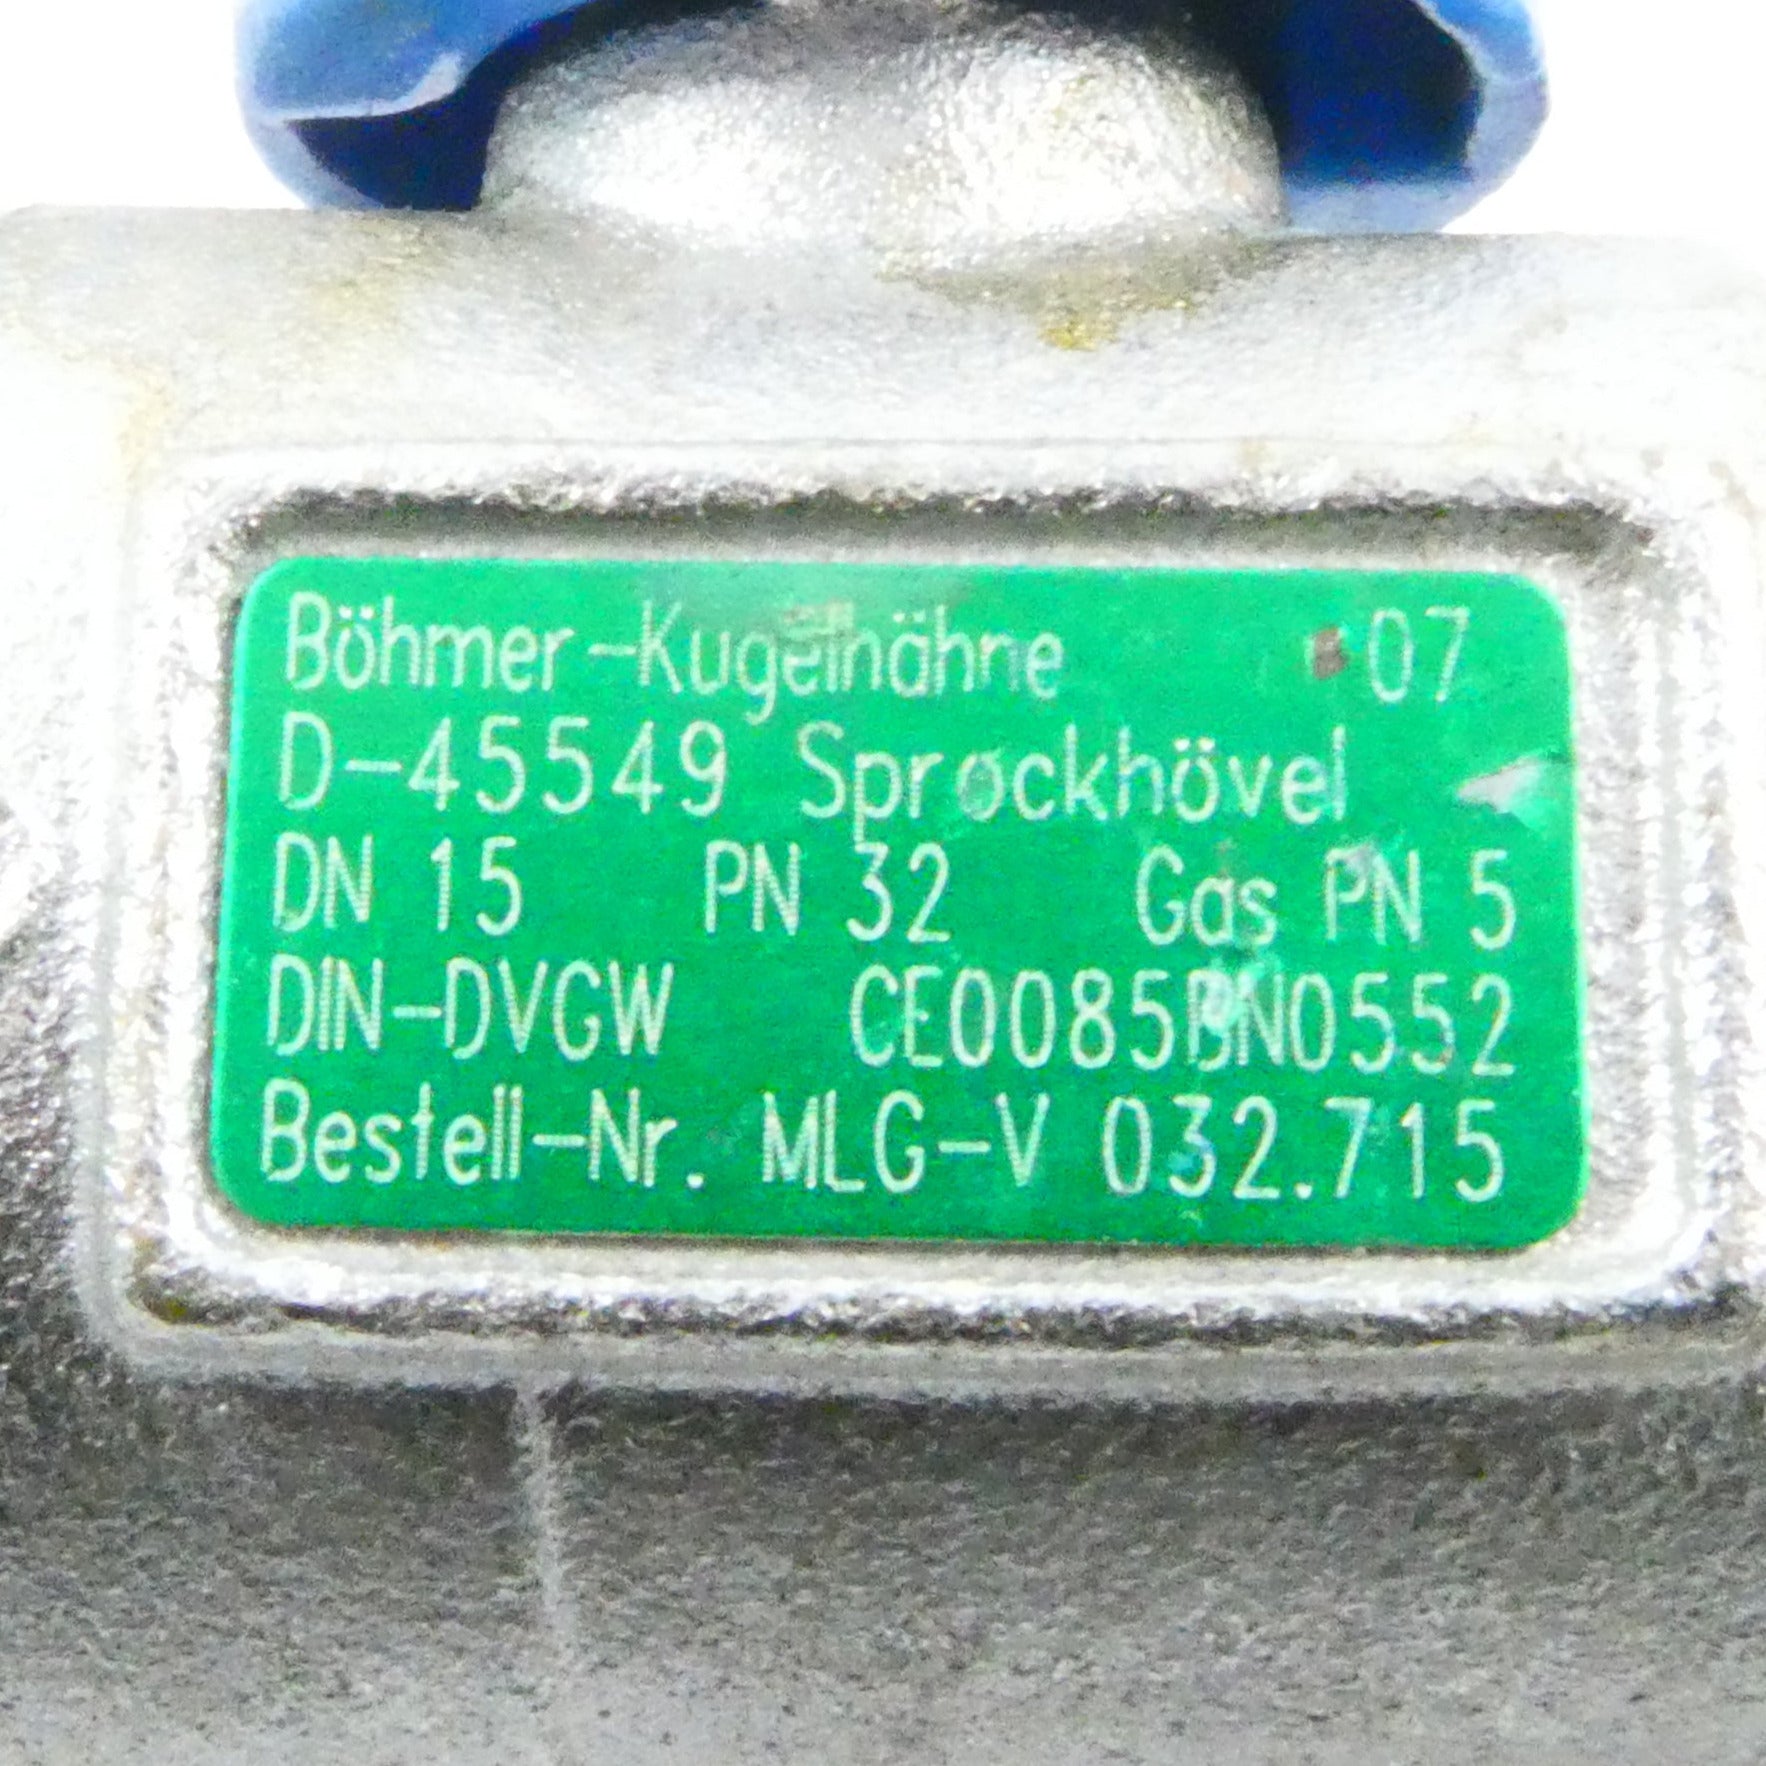 Böhmer-Kugelhähne 07
D-45549 Sprockhövel
DN 15 PN 32 Gas PN 5
DIN-DVGW CE0085BN0552
Bestell-Nr. MLG-V 032.715